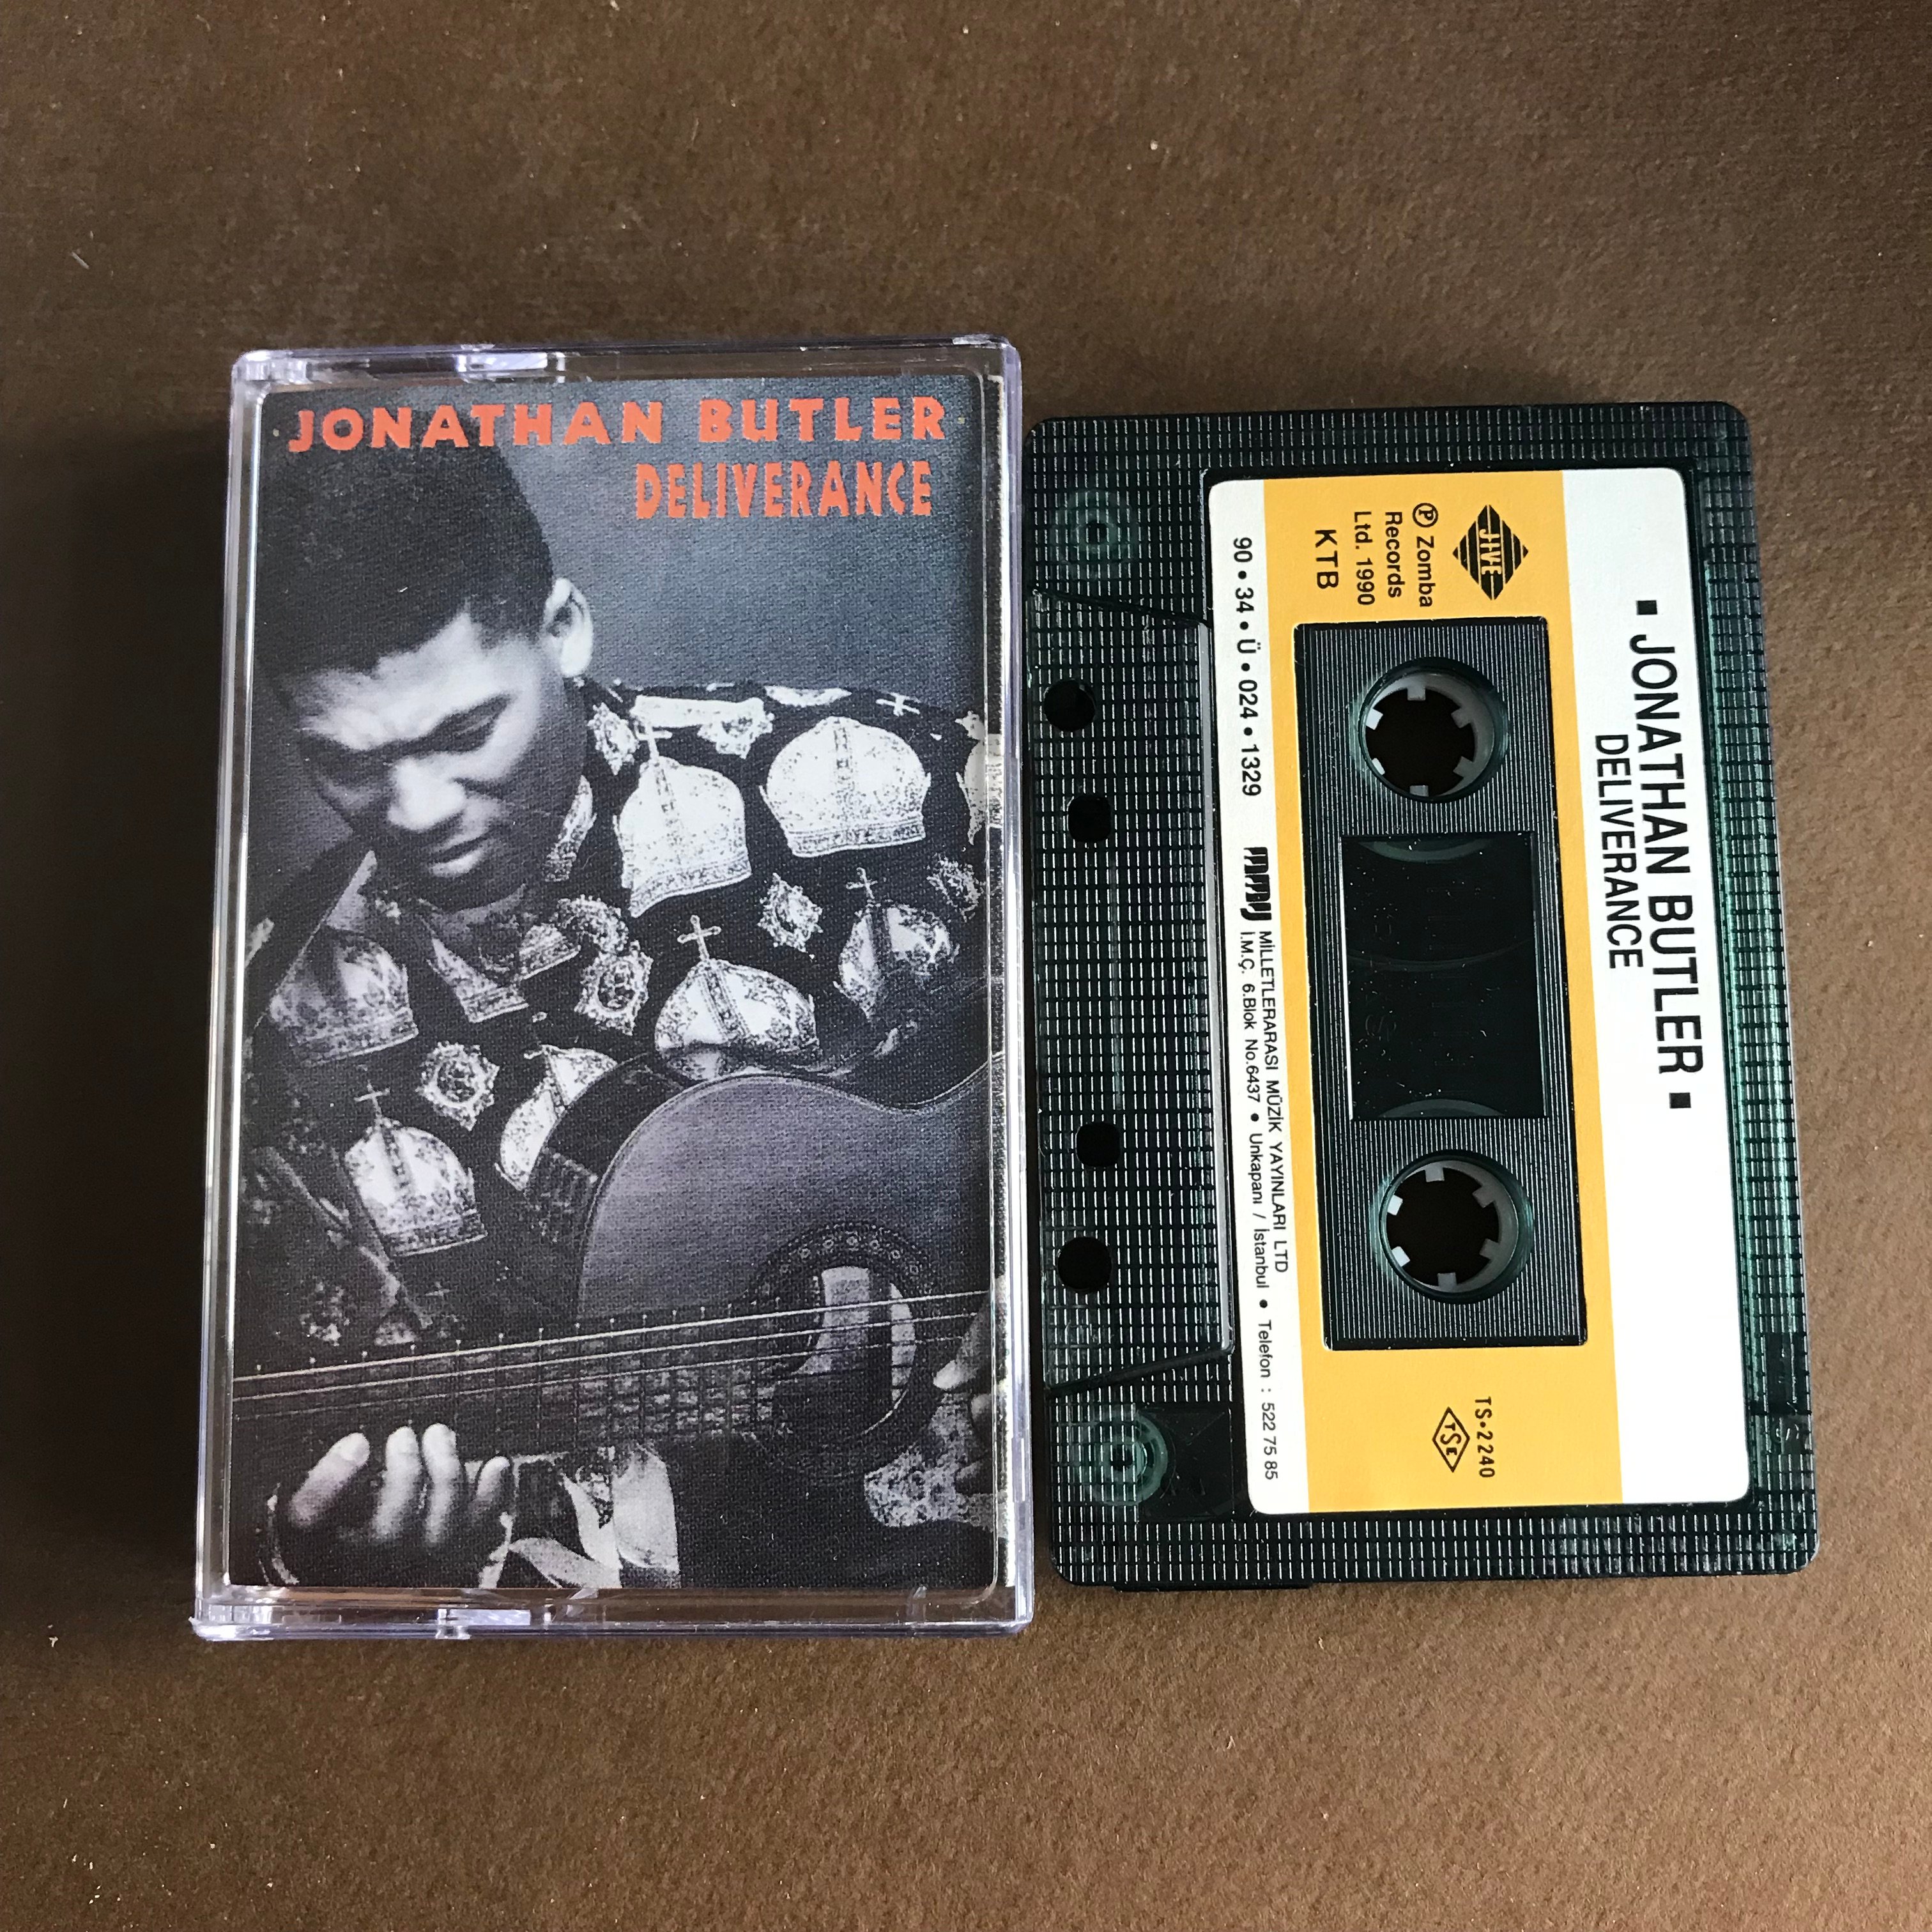 JONATHAN BUTLER
DELIVERANCE
▪ JONATHAN BUTLER ▪
DELIVERANCE
JIVE
Ⓟ Zomba
Records
Ltd. 1990
KTB
TS•2240
TSE
90 • 34 • Ü • 024 • 1329
MİLLETLERARASI MÜZİK YAYINLARI LTD
İ.M.Ç. 6.Blok No.6437 • Unkapanı / İstanbul • Telefon : 522 75 85